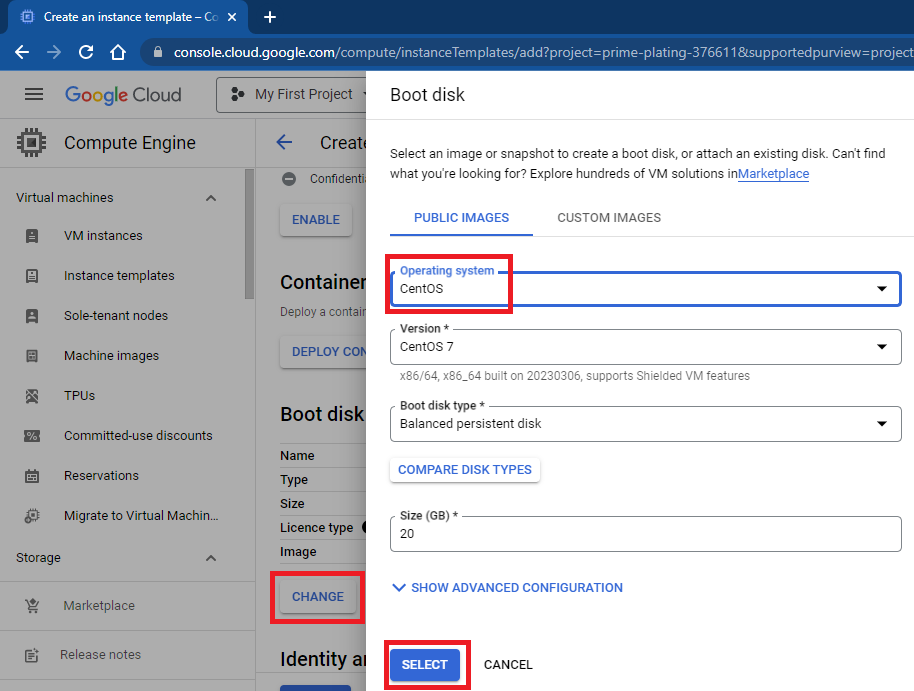 Create an instance template – Co
console.cloud.google.com/compute/instanceTemplates/add?project=prime-plating-376611&supportedpurview=project
Google Cloud
My First Project
Compute Engine
Virtual machines
VM instances
Instance templates
Sole-tenant nodes
Machine images
TPUs
Committed-use discounts
Reservations
Migrate to Virtual Machin...
Storage
Marketplace
Release notes
Create
Confidentia
ENABLE
Container
Deploy a contain
DEPLOY CON
Boot disk
Name
Type
Size
Licence type
Image
CHANGE
Identity a
Boot disk
Select an image or snapshot to create a boot disk, or attach an existing disk. Can't find
what you're looking for? Explore hundreds of VM solutions inMarketplace
PUBLIC IMAGES
CUSTOM IMAGES
Operating system
CentOS
Version *
CentOS 7
x86/64, x86_64 built on 20230306, supports Shielded VM features
Boot disk type *
Balanced persistent disk
COMPARE DISK TYPES
Size (GB) *
20
SHOW ADVANCED CONFIGURATION
SELECT
CANCEL